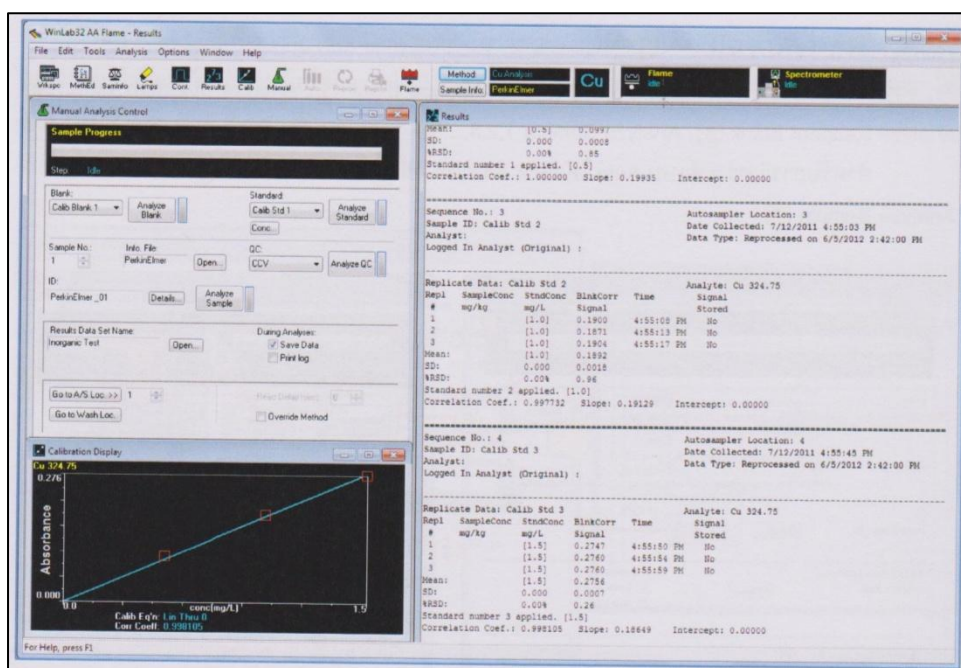 WinLab32 AA Flame - Results
File Edit Tools Analysis Options Window Help
Wrkspc MethEd SamInfo Lamps Cont. Results Calib Manual Flame
Method Cu Analysis
Sample Info: PerkinElmer
Cu
Flame
Idle
Spectrometer
Idle
Manual Analysis Control
Sample Progress
Step Idle
Blank:
Calib Blank 1
Analyze Blank
Standard:
Calib Std 1
Analyze Standard
Conc...
Sample No.: Info. File:
1 PerkinElmer Open...
QC:
CCV
Analyze QC
ID:
PerkinElmer_01 Details...
Analyze Sample
Results Data Set Name
Inorganic Test Open...
During Analyses:
Save Data
Print log
Go to A/S Loc. >> 1
Go to Wash Loc.
Override Method
Calibration Display
Cu 324.75
0.276
Absorbance
0.000
0.0 conc(mg/L) 1.5
Calib Eq'n: Lin Thru 0
Corr Coeff: 0.998105
For Help, press F1
Results
Mean: [0.5] 0.0997
SD: 0.000 0.0008
%RSD: 0.00% 0.85
Standard number 1 applied. [0.5]
Correlation Coef.: 1.000000 Slope: 0.19935 Intercept: 0.00000
Sequence No.: 3 Autosampler Location: 3
Sample ID: Calib Std 2 Date Collected: 7/12/2011 4:55:03 PM
Analyst: Data Type: Reprocessed on 6/5/2012 2:42:00 PM
Logged In Analyst (Original) :
Replicate Data: Calib Std 2 Analyte: Cu 324.75
Repl SampleConc StndConc BlnkCorr Time Signal
# mg/kg mg/L Signal Stored
1 [1.0] 0.1900 4:55:08 PM No
2 [1.0] 0.1871 4:55:13 PM No
3 [1.0] 0.1904 4:55:17 PM No
Mean: [1.0] 0.1892
SD: 0.000 0.0018
%RSD: 0.00% 0.96
Standard number 2 applied. [1.0]
Correlation Coef.: 0.997732 Slope: 0.19129 Intercept: 0.00000
Sequence No.: 4 Autosampler Location: 4
Sample ID: Calib Std 3 Date Collected: 7/12/2011 4:55:45 PM
Analyst: Data Type: Reprocessed on 6/5/2012 2:42:00 PM
Logged In Analyst (Original) :
Replicate Data: Calib Std 3 Analyte: Cu 324.75
Repl SampleConc StndConc BlnkCorr Time Signal
# mg/kg mg/L Signal Stored
1 [1.5] 0.2747 4:55:50 PM No
2 [1.5] 0.2760 4:55:54 PM No
3 [1.5] 0.2760 4:55:59 PM No
Mean: [1.5] 0.2756
SD: 0.000 0.0007
%RSD: 0.00% 0.26
Standard number 3 applied. [1.5]
Correlation Coef.: 0.998105 Slope: 0.18649 Intercept: 0.00000